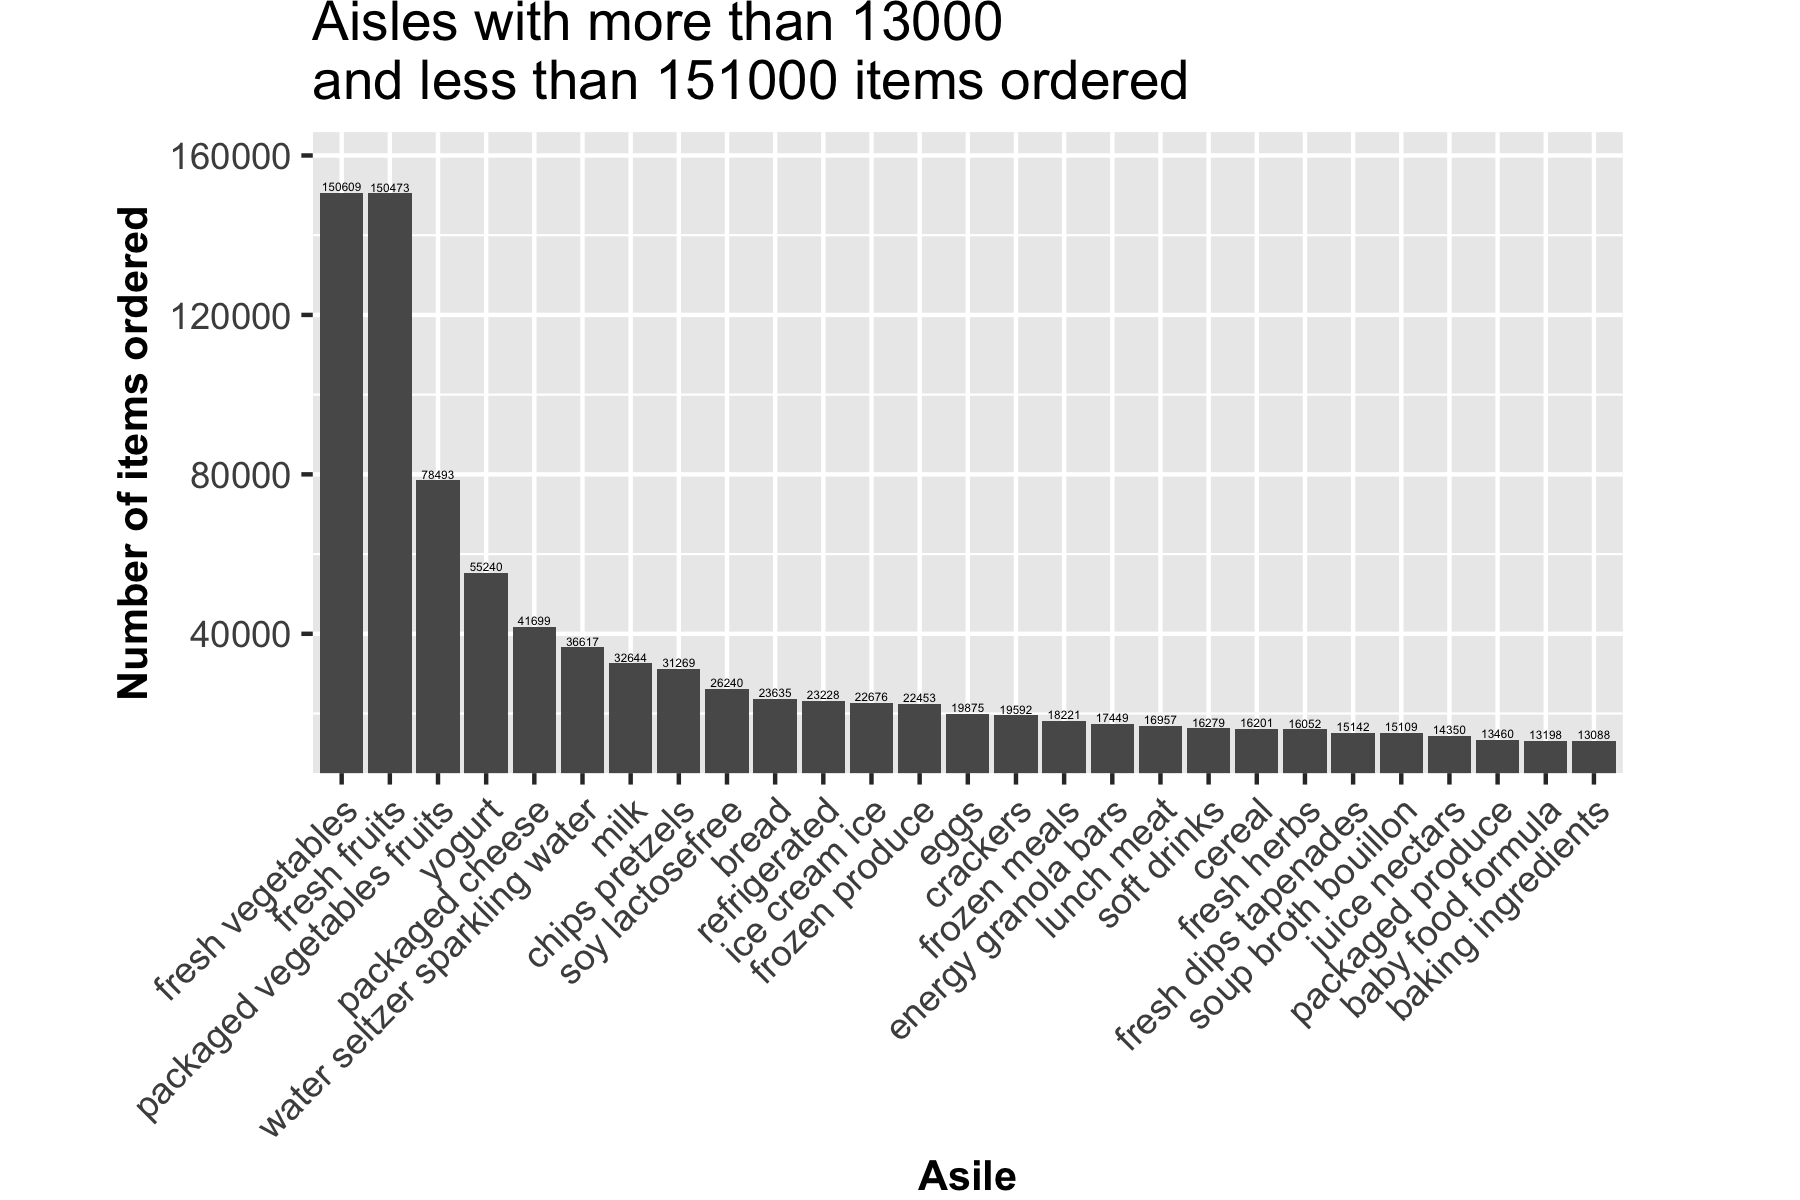 Aisles with more than 13000
and less than 151000 items ordered
Number of items ordered
160000
120000
80000
40000
150609
150473
78493
55240
41699
36617
32644
31269
26240
23635
23228
22676
22453
19875
19592
18221
17449
16957
16279
16201
16052
15142
15109
14350
13460
13198
13088
fresh vegetables
fresh fruits
packaged vegetables fruits
yogurt
packaged cheese
water seltzer sparkling water
milk
chips pretzels
soy lactosefree
bread
refrigerated
ice cream ice
frozen produce
eggs
crackers
frozen meals
energy granola bars
lunch meat
soft drinks
cereal
fresh herbs
fresh dips tapenades
soup broth bouillon
juice nectars
packaged produce
baby food formula
baking ingredients
Asile